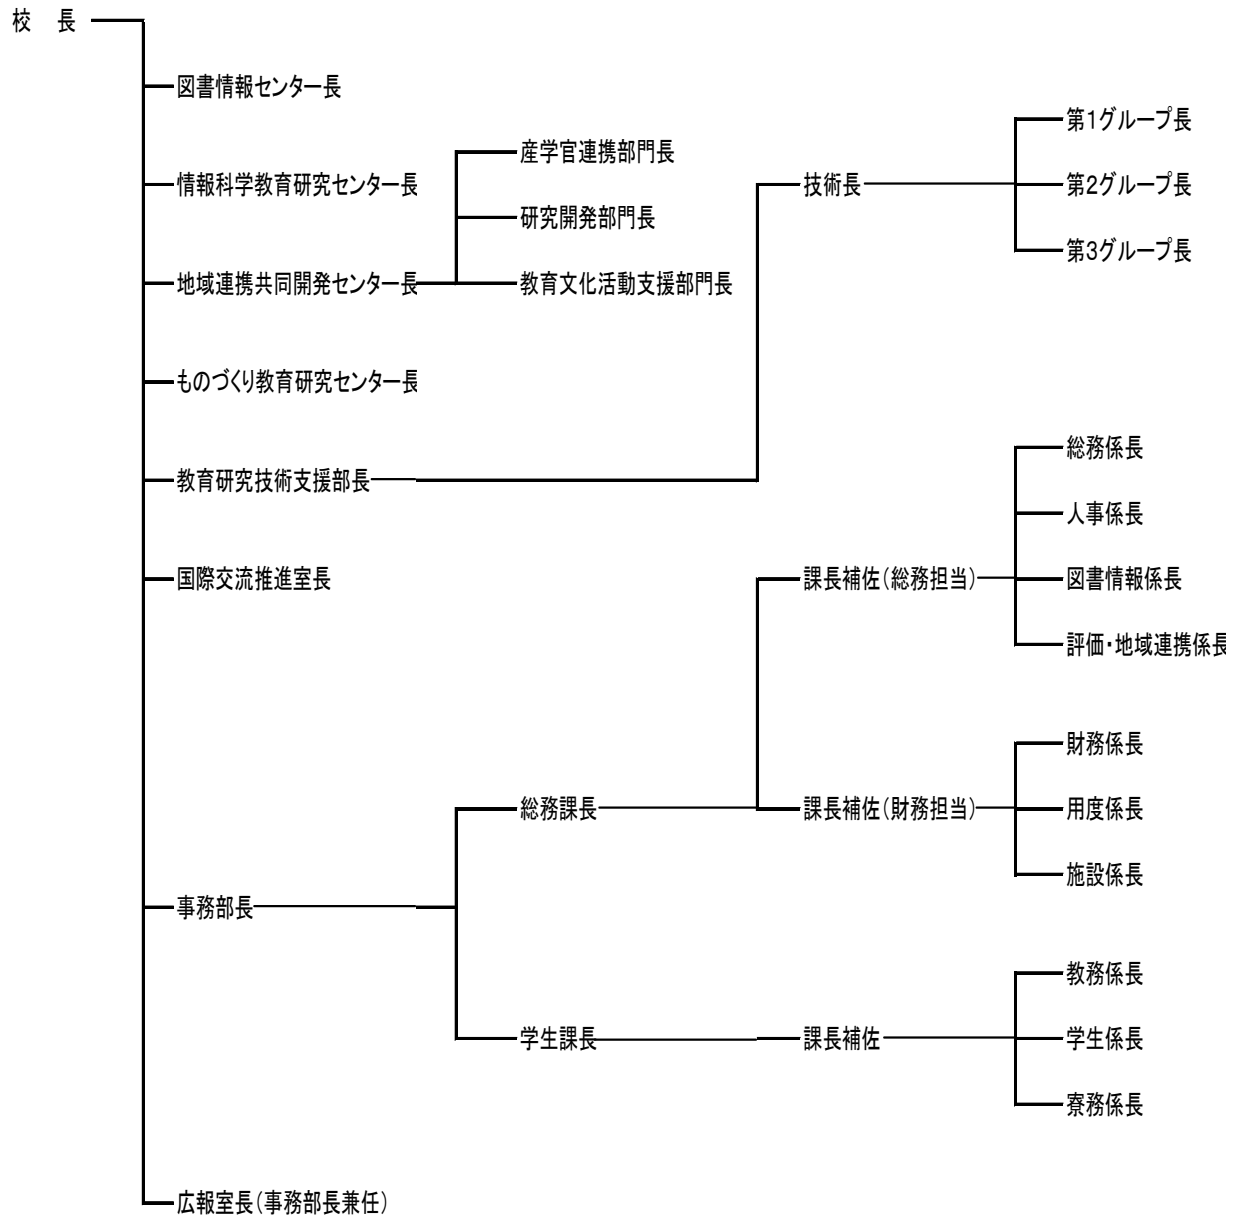 校　長
図書情報センター長
情報科学教育研究センター長
地域連携共同開発センター長
産学官連携部門長
研究開発部門長
教育文化活動支援部門長
ものづくり教育研究センター長
教育研究技術支援部長
技術長
第1グループ長
第2グループ長
第3グループ長
国際交流推進室長
事務部長
総務課長
課長補佐(総務担当)
総務係長
人事係長
図書情報係長
評価・地域連携係長
課長補佐(財務担当)
財務係長
用度係長
施設係長
学生課長
課長補佐
教務係長
学生係長
寮務係長
広報室長(事務部長兼任)